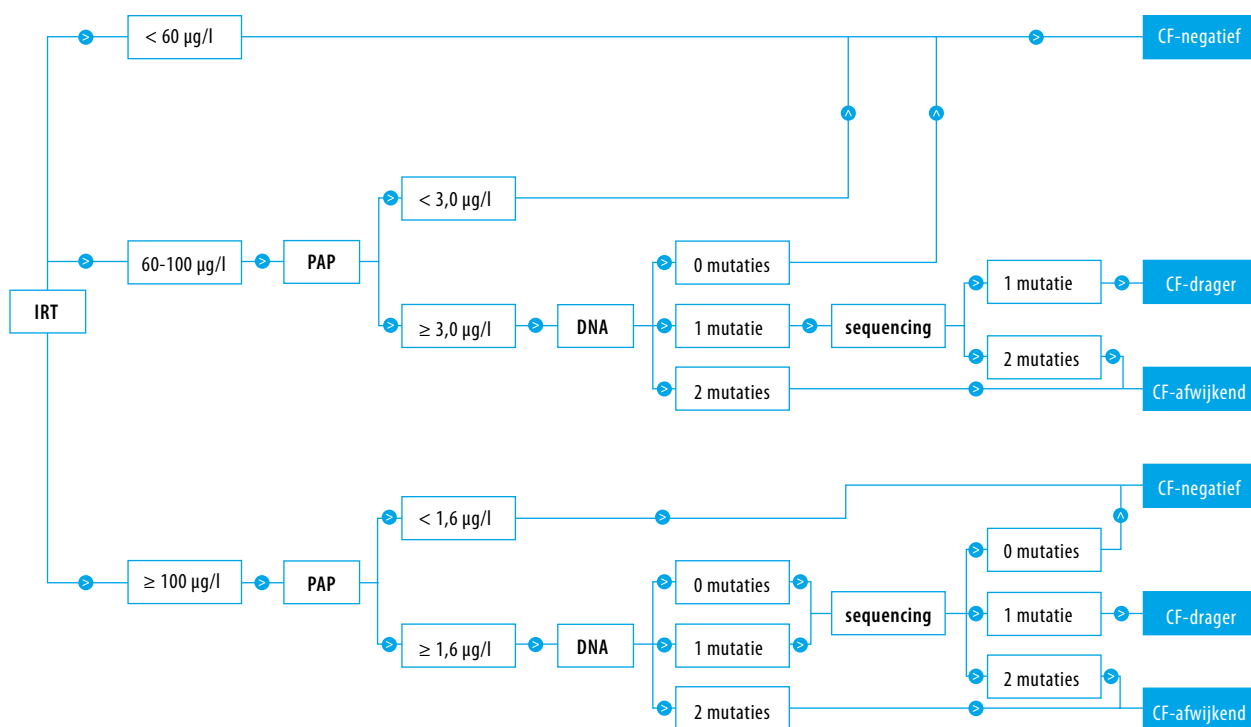 < 60 µg/l
CF-negatief
< 3,0 µg/l
60-100 µg/l
PAP
0 mutaties
1 mutatie
CF-drager
IRT
≥ 3,0 µg/l
DNA
1 mutatie
sequencing
2 mutaties
2 mutaties
CF-afwijkend
CF-negatief
< 1,6 µg/l
0 mutaties
≥ 100 µg/l
PAP
0 mutaties
sequencing
1 mutatie
CF-drager
≥ 1,6 µg/l
DNA
1 mutatie
2 mutaties
2 mutaties
CF-afwijkend